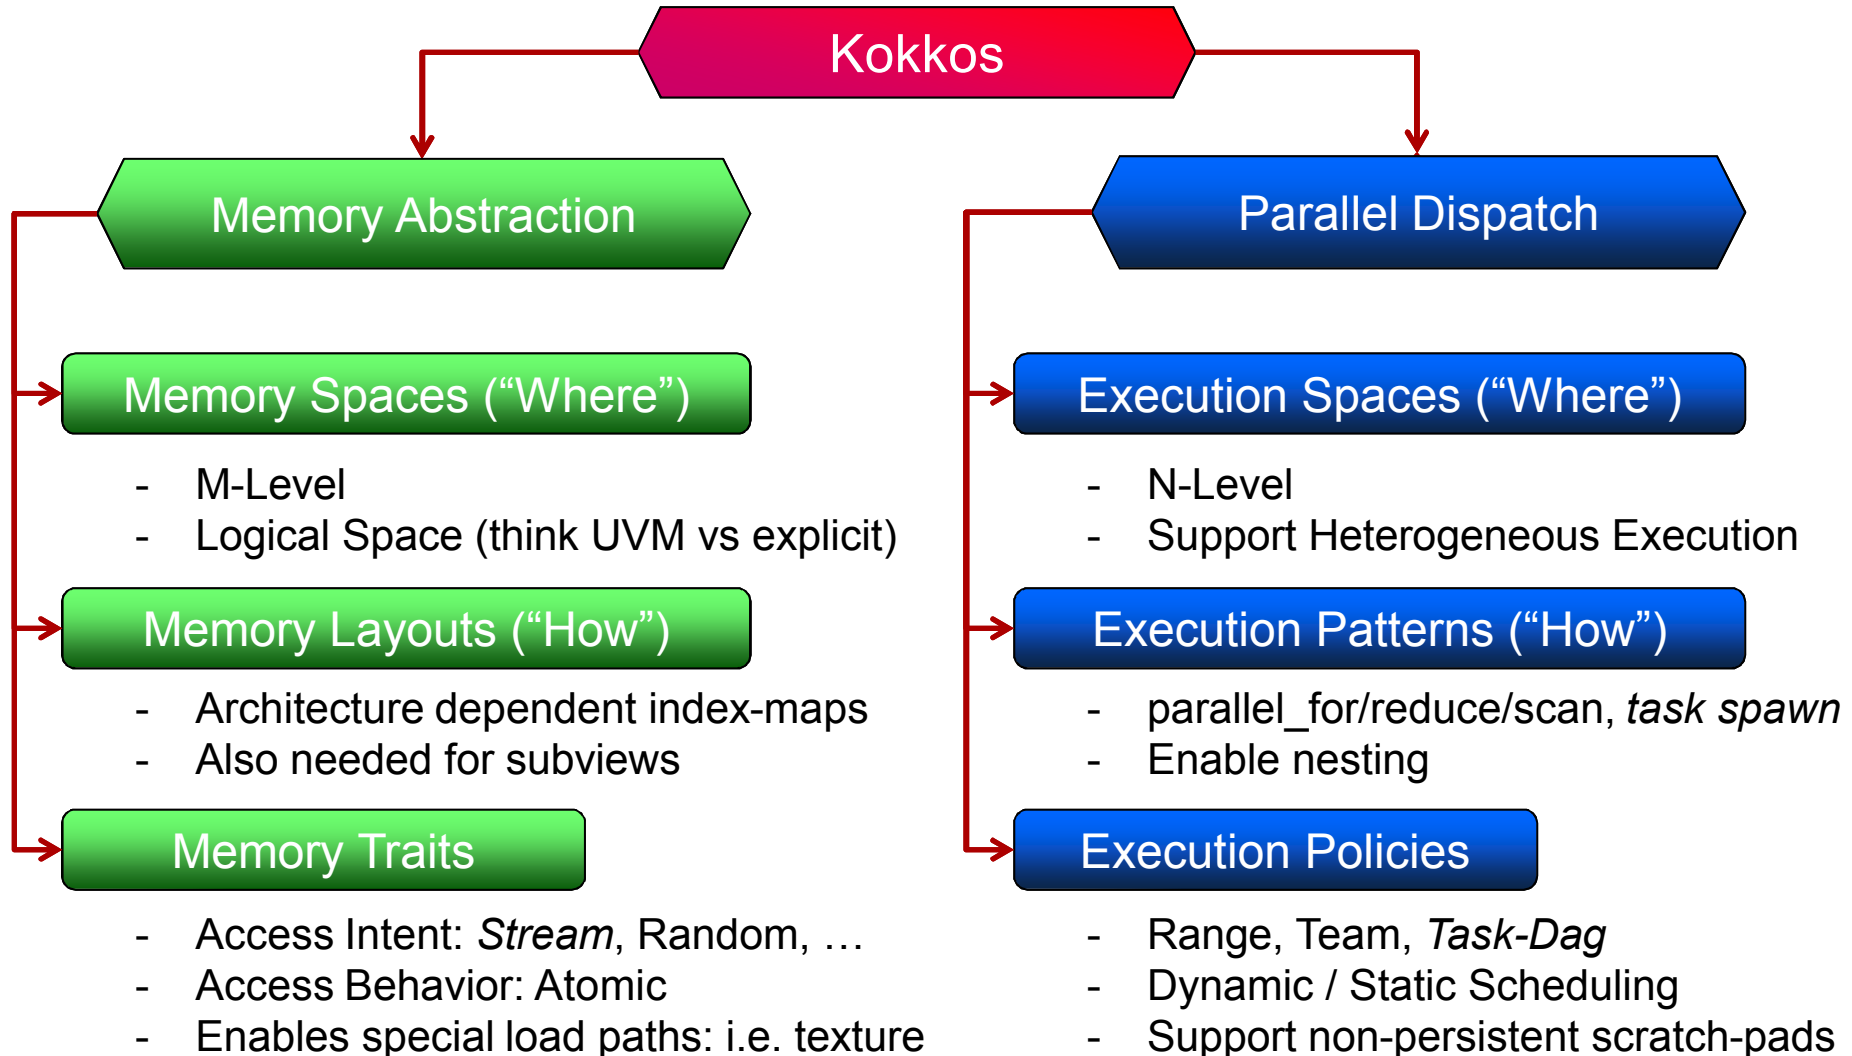 Kokkos
Memory Abstraction
Memory Spaces (“Where”)
- M-Level
- Logical Space (think UVM vs explicit)
Memory Layouts (“How”)
- Architecture dependent index-maps
- Also needed for subviews
Memory Traits
- Access Intent: Stream, Random, …
- Access Behavior: Atomic
- Enables special load paths: i.e. texture
Parallel Dispatch
Execution Spaces (“Where”)
- N-Level
- Support Heterogeneous Execution
Execution Patterns (“How”)
- parallel_for/reduce/scan, task spawn
- Enable nesting
Execution Policies
- Range, Team, Task-Dag
- Dynamic / Static Scheduling
- Support non-persistent scratch-pads